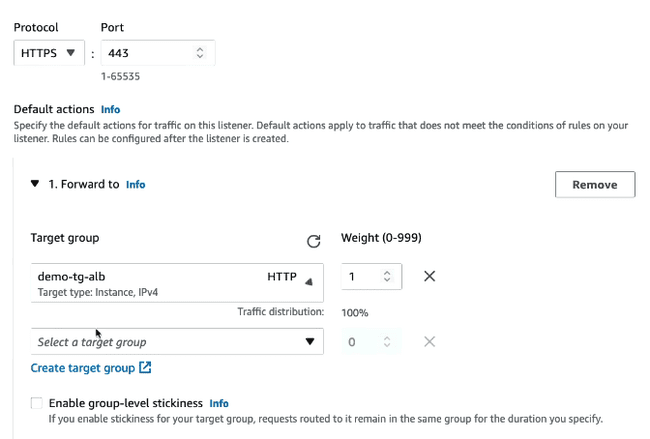 Protocol
Port
HTTPS : 443
1-65535
Default actions Info
Specify the default actions for traffic on this listener. Default actions apply to traffic that does not meet the conditions of rules on your
listener. Rules can be configured after the listener is created.
1. Forward to Info
Remove
Target group
Weight (0-999)
demo-tg-alb HTTP
1
Target type: Instance, IPv4
Traffic distribution: 100%
Select a target group
0
Create target group
Enable group-level stickiness Info
If you enable stickiness for your target group, requests routed to it remain in the same group for the duration you specify.